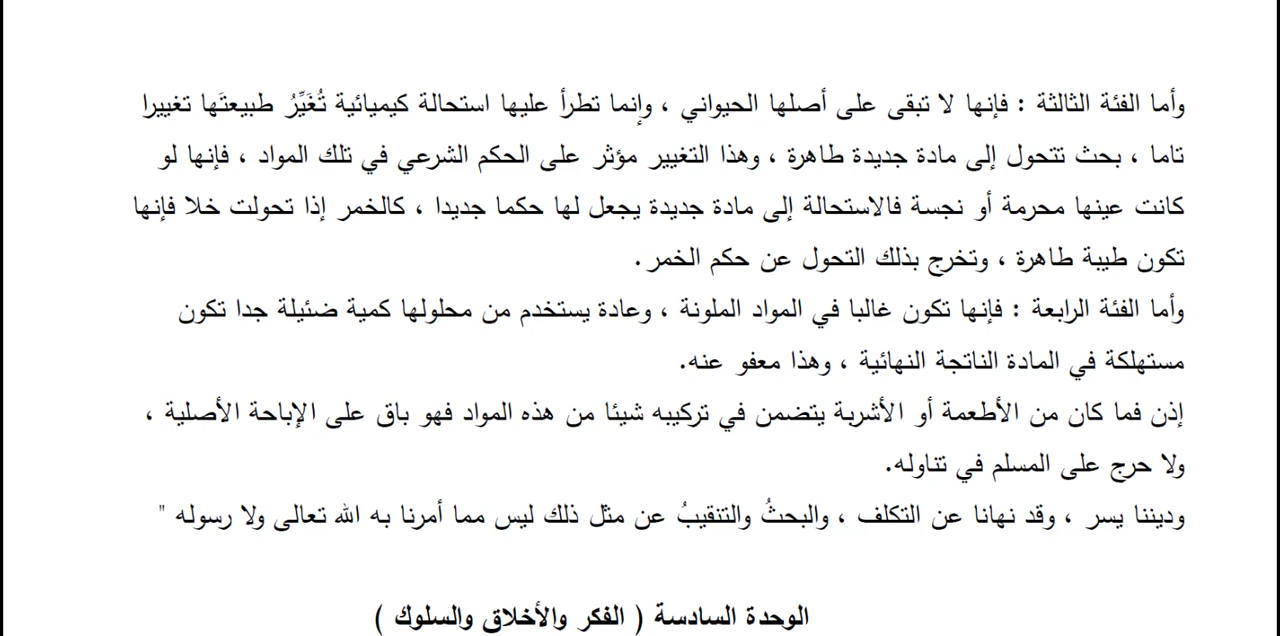 وأما الفئة الثالثة : فإنها لا تبقى على أصلها الحيواني ، وإنما تطرأ عليها استحالة كيميائية تُغَيِّرُ طبيعتَها تغييرا
تاما ، بحث تتحول إلى مادة جديدة طاهرة ، وهذا التغيير مؤثر على الحكم الشرعي في تلك المواد ، فإنها لو
كانت عينها محرمة أو نجسة فالاستحالة إلى مادة جديدة يجعل لها حكما جديدا ، كالخمر إذا تحولت خلا فإنها
تكون طيبة طاهرة ، وتخرج بذلك التحول عن حكم الخمر .
وأما الفئة الرابعة : فإنها تكون غالبا في المواد الملونة ، وعادة يستخدم من محلولها كمية ضئيلة جدا تكون
مستهلكة في المادة الناتجة النهائية ، وهذا معفو عنه.
إذن فما كان من الأطعمة أو الأشربة يتضمن في تركيبه شيئا من هذه المواد فهو باق على الإباحة الأصلية ،
ولا حرج على المسلم في تناوله.
وديننا يسر ، وقد نهانا عن التكلف ، والبحثُ والتنقيبُ عن مثل ذلك ليس مما أمرنا به الله تعالى ولا رسوله "
الوحدة السادسة ( الفكر والأخلاق والسلوك )